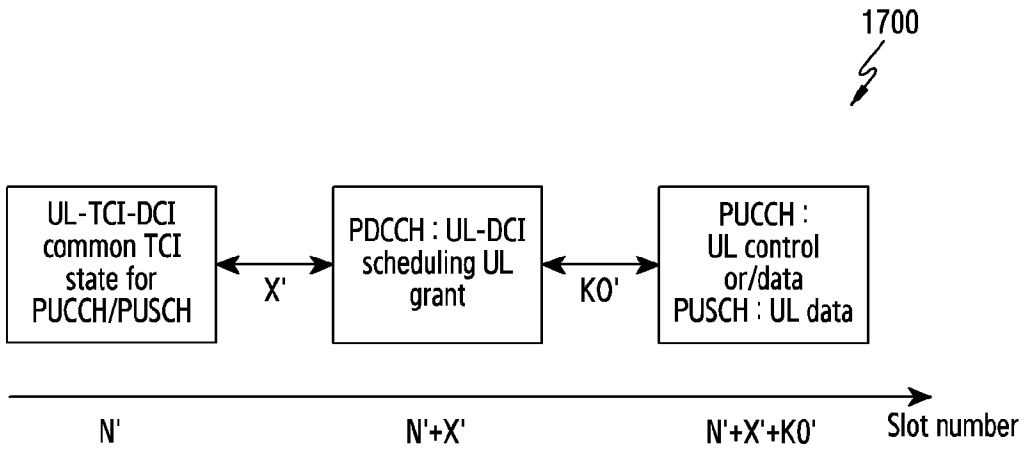 1700
UL-TCI-DCI
common TCI
state for
PUCCH/PUSCH
X'
PDCCH : UL-DCI
scheduling UL
grant
K0'
PUCCH :
UL control
or/data
PUSCH : UL data
N'
N'+X'
N'+X'+K0'
Slot number